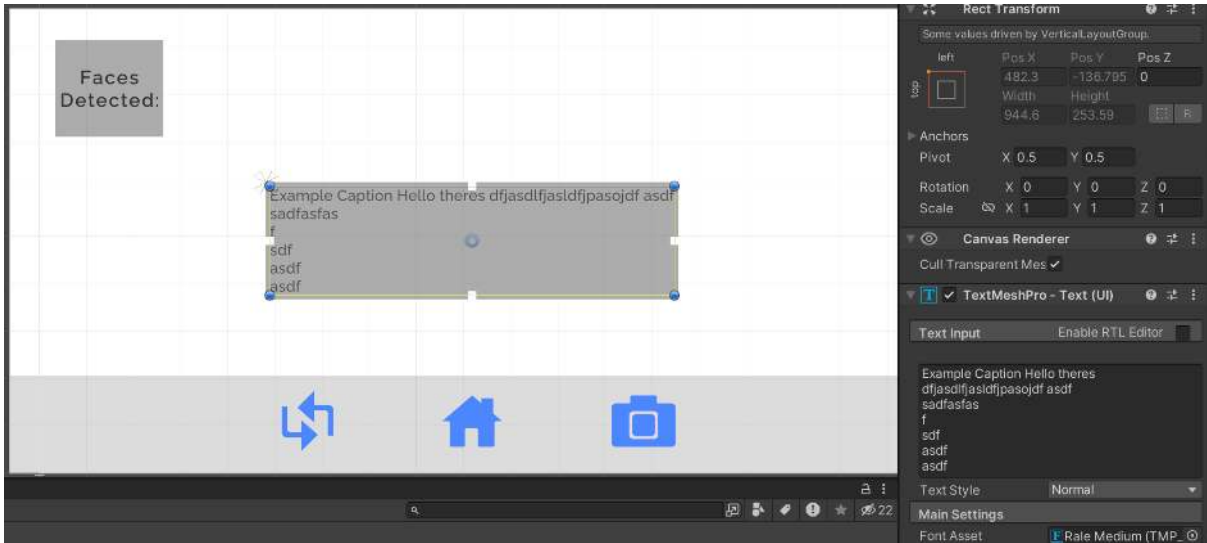 Faces
Detected:
Example Caption Hello theres dfjasdlfjasldfjpasojdf asdf
sadfasfas
f
sdf
asdf
asdf
22
Rect Transform
Some values driven by VerticalLayoutGroup.
left
Pos X
Pos Y
Pos Z
top
482.3
-136.795
0
Width
Height
944.6
253.59
R
Anchors
Pivot
X 0.5
Y 0.5
Rotation
X 0
Y 0
Z 0
Scale
X 1
Y 1
Z 1
Canvas Renderer
Cull Transparent Mes
TextMeshPro - Text (UI)
Text Input
Enable RTL Editor
Example Caption Hello theres
dfjasdlfjasldfjpasojdf asdf
sadfasfas
f
sdf
asdf
asdf
Text Style
Normal
Main Settings
Font Asset
Rale Medium (TMP_